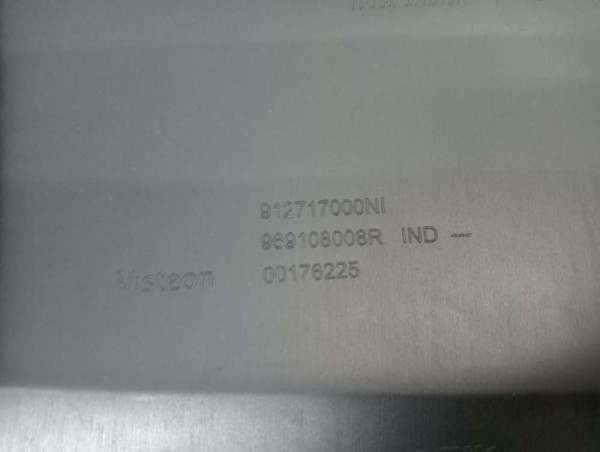 912717000NI
969108008R IND —
Visteon 00176225